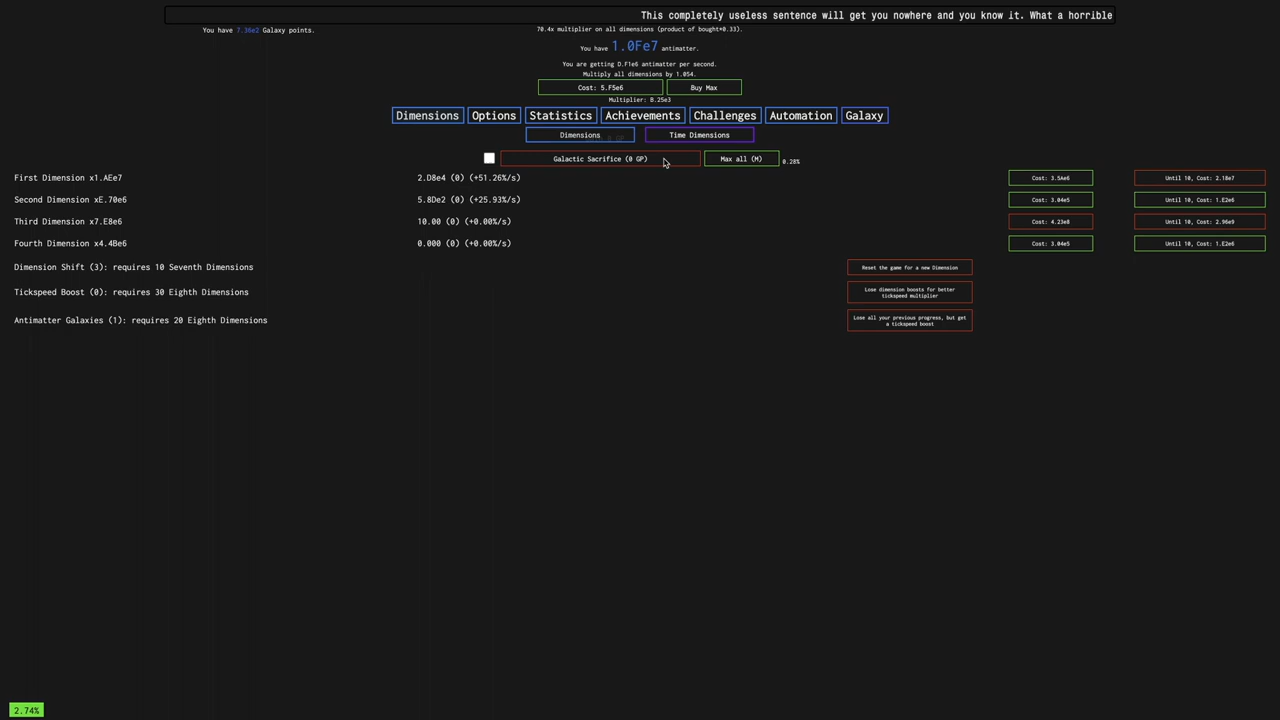 This completely useless sentence will get you nowhere and you know it. What a horrible
You have 7.36e2 Galaxy points.
70.4x multiplier on all dimensions (product of bought*0.33).
You have 1.0Fe7 antimatter.
You are getting D.F1e6 antimatter per second.
Multiply all dimensions by 1.054.
Cost: 5.F5e6 Buy Max
Multiplier: B.25e3
Dimensions Options Statistics Achievements Challenges Automation Galaxy
Dimensions Time Dimensions
Galactic Sacrifice (0 GP) Max all (M) 0.28%
First Dimension x1.AEe7 2.D8e4 (0) (+51.26%/s) Cost: 3.5Ae6 Until 10, Cost: 2.18e7
Second Dimension xE.70e6 5.8De2 (0) (+25.93%/s) Cost: 3.04e5 Until 10, Cost: 1.E2e6
Third Dimension x7.E8e6 10.00 (0) (+0.00%/s) Cost: 4.23e8 Until 10, Cost: 2.96e9
Fourth Dimension x4.4Be6 0.000 (0) (+0.00%/s) Cost: 3.04e5 Until 10, Cost: 1.E2e6
Dimension Shift (3): requires 10 Seventh Dimensions Reset the game for a new Dimension
Tickspeed Boost (0): requires 30 Eighth Dimensions Lose dimension boosts for better
tickspeed multiplier
Antimatter Galaxies (1): requires 20 Eighth Dimensions Lose all your previous progress, but get
a tickspeed boost
2.74%